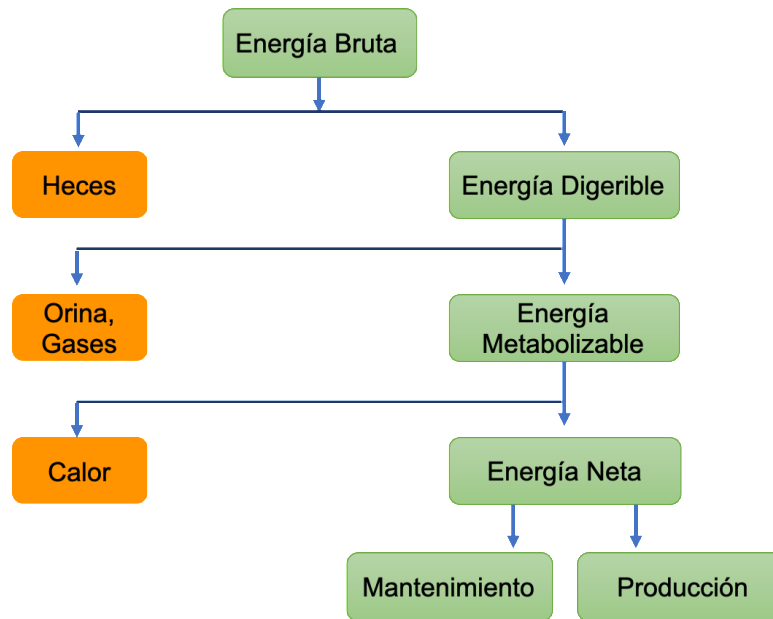 Energía Bruta
Heces
Energía Digerible
Orina,
Gases
Energía
Metabolizable
Calor
Energía Neta
Mantenimiento
Producción